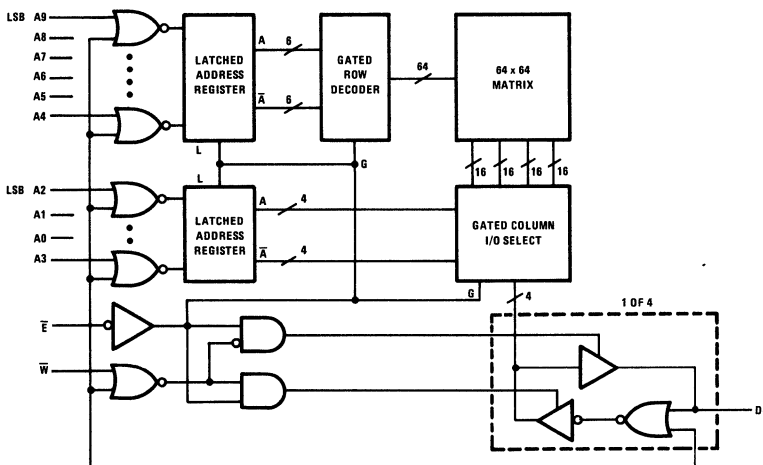 LSB A9
A8
A7
A6
A5
A4
LATCHED
ADDRESS
REGISTER
A 6
A̅ 6
GATED
ROW
DECODER
64
64 x 64
MATRIX
L
G
16 16 16 16
L
LSB A2
A1
A0
A3
LATCHED
ADDRESS
REGISTER
A 4
A̅ 4
GATED COLUMN
I/O SELECT
G
4
1 OF 4
E̅
W̅
D